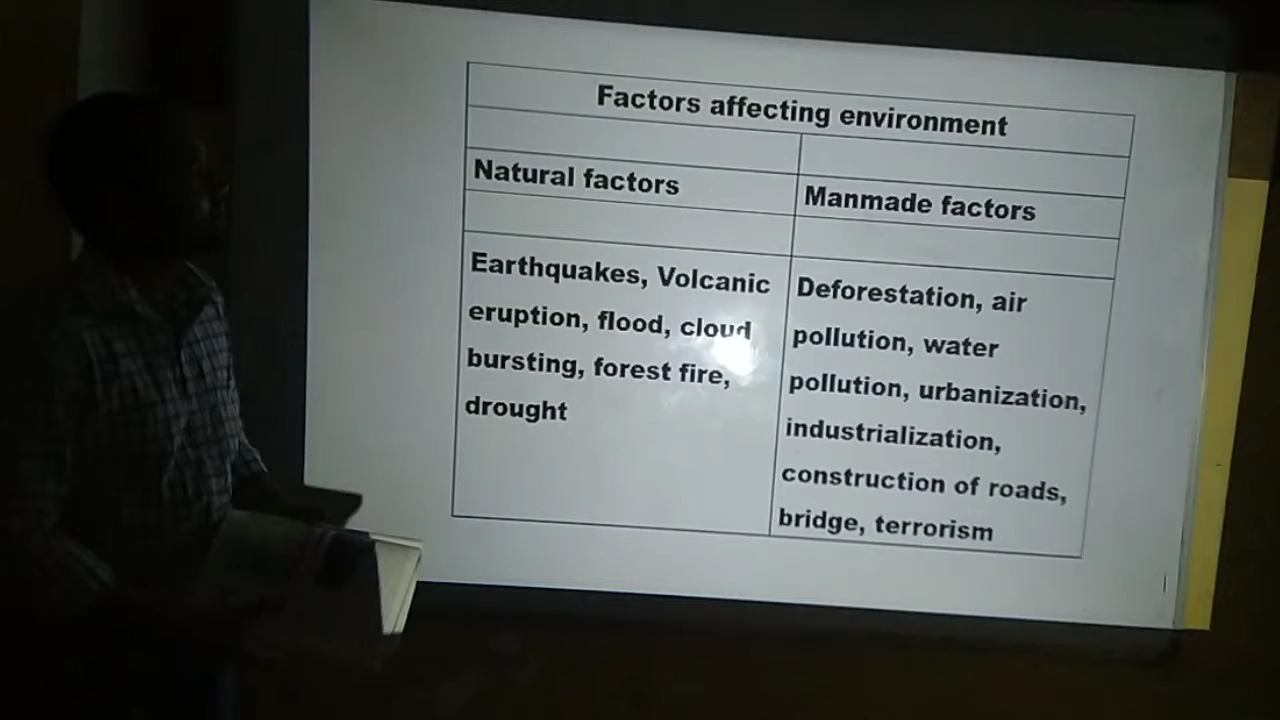 Factors affecting environment
Natural factors
Manmade factors
Earthquakes, Volcanic
eruption, flood, cloud
bursting, forest fire,
drought
Deforestation, air
pollution, water
pollution, urbanization,
industrialization,
construction of roads,
bridge, terrorism